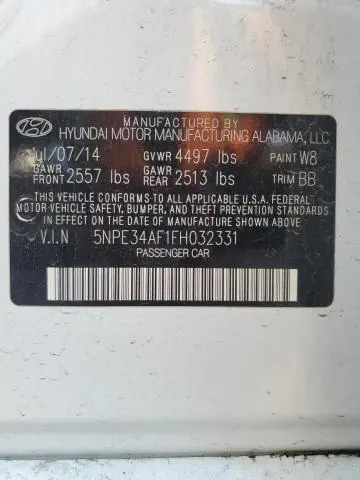 MANUFACTURED BY
HYUNDAI MOTOR MANUFACTURING ALABAMA, LLC
Jul/07/14 GVWR 4497 lbs PAINT W8
GAWR FRONT 2557 lbs GAWR REAR 2513 lbs TRIM BB
THIS VEHICLE CONFORMS TO ALL APPLICABLE U.S.A. FEDERAL
MOTOR VEHICLE SAFETY, BUMPER, AND THEFT PREVENTION
STANDARDS IN EFFECT ON THE DATE OF MANUFACTURE SHOWN ABOVE.
V.I.N 5NPE34AF1FH032331
PASSENGER CAR